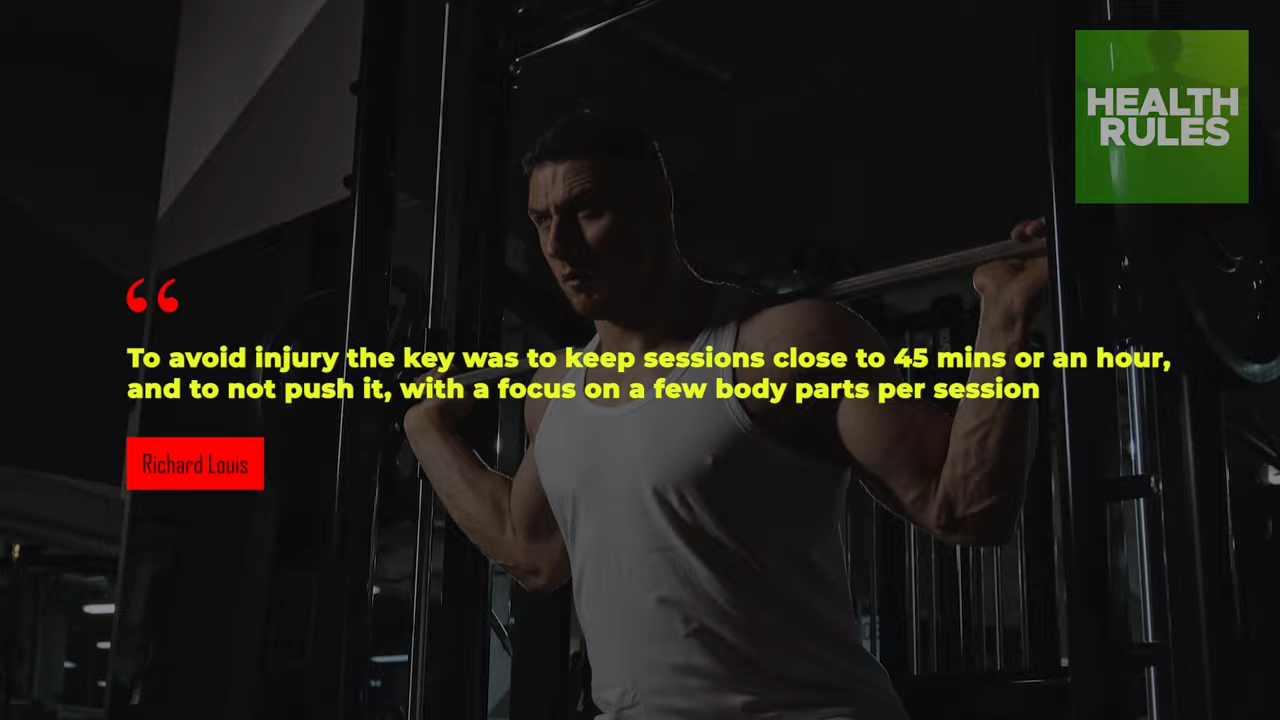 HEALTH
RULES
“
To avoid injury the key was to keep sessions close to 45 mins or an hour,
and to not push it, with a focus on a few body parts per session
Richard Louis